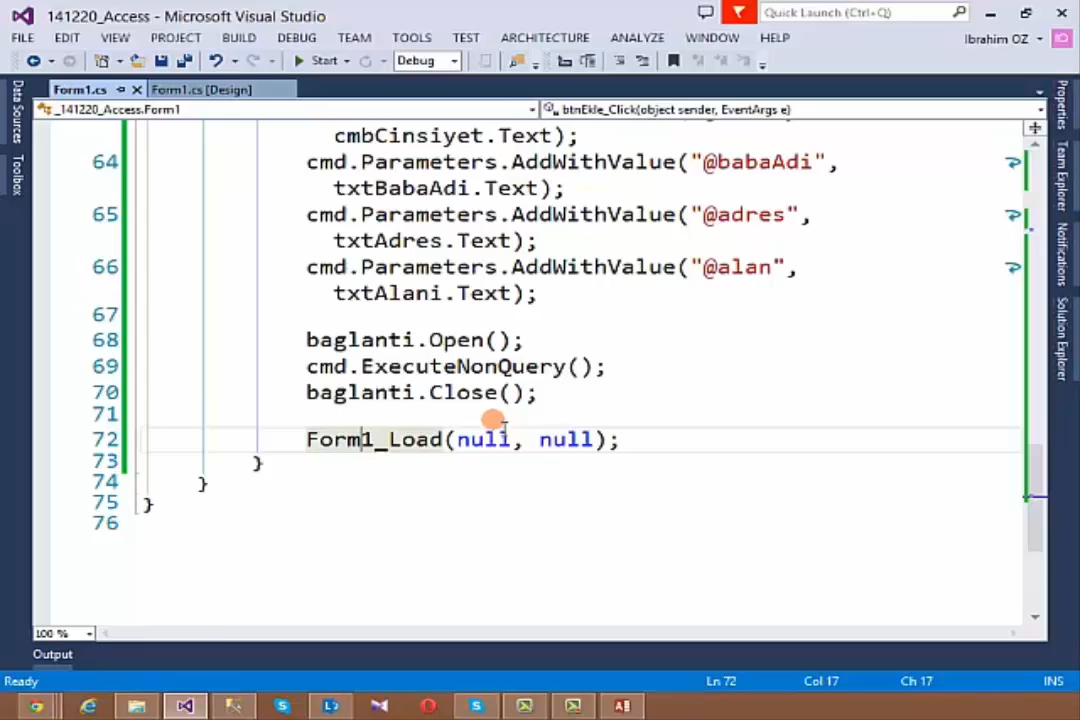 141220_Access - Microsoft Visual Studio
Quick Launch (Ctrl+Q)
FILE EDIT VIEW PROJECT BUILD DEBUG TEAM TOOLS TEST ARCHITECTURE ANALYZE WINDOW HELP
Ibrahim OZ
IO
Start
Debug
Form1.cs
Form1.cs [Design]
_141220_Access.Form1
btnEkle_Click(object sender, EventArgs e)
Data Sources
Toolbox
Properties
Team Explorer
Notifications
Solution Explorer
cmbCinsiyet.Text);
64 cmd.Parameters.AddWithValue("@babaAdi",
txtBabaAdi.Text);
65 cmd.Parameters.AddWithValue("@adres",
txtAdres.Text);
66 cmd.Parameters.AddWithValue("@alan",
txtAlani.Text);
67
68 baglanti.Open();
69 cmd.ExecuteNonQuery();
70 baglanti.Close();
71
72 Form1_Load(null, null);
73 }
74 }
75 }
76
100 %
Output
Ready
Ln 72
Col 17
Ch 17
INS